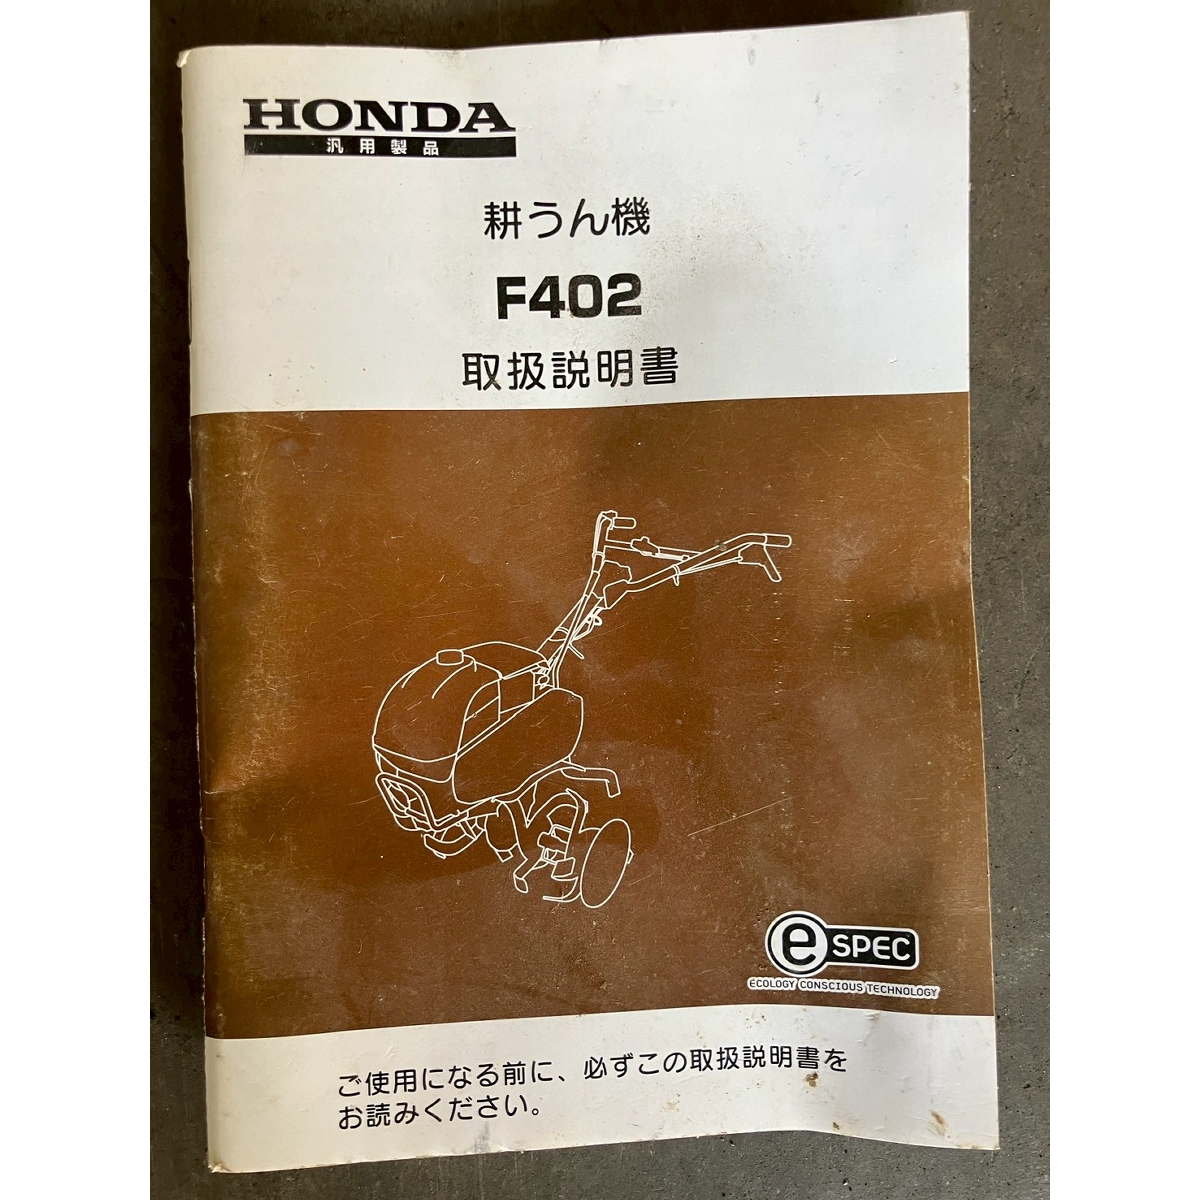 HONDA
汎用製品
耕うん機
F402
取扱説明書
e SPEC
ECOLOGY CONSCIOUS TECHNOLOGY
ご使用になる前に、必ずこの取扱説明書を
お読みください。